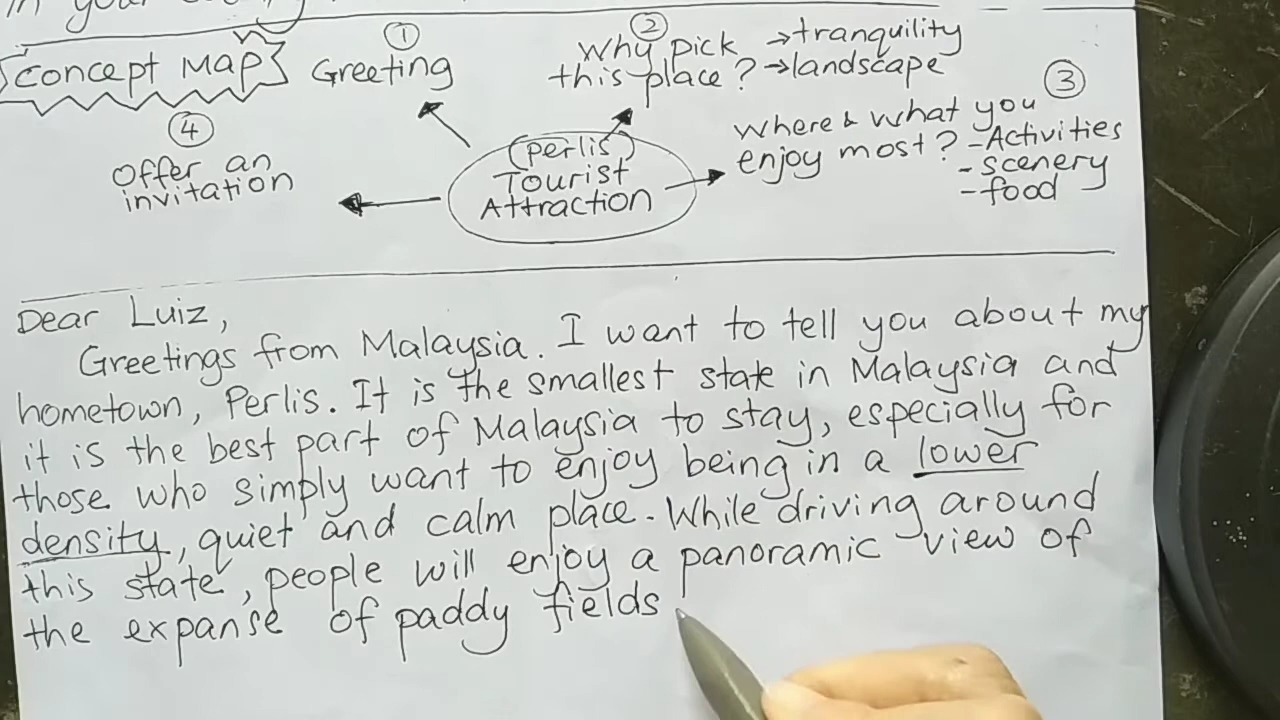 in your
Concept Map
①
Greeting
②
Why pick
this place?
→tranquility
→landscape
③
Where & what you
enjoy most?
-Activities
-scenery
-food
④
Offer an
invitation
(perlis)
Tourist
Attraction
Dear Luiz,
Greetings from Malaysia. I want to tell you about my
hometown, Perlis. It is the smallest state in Malaysia and
it is the best part of Malaysia to stay, especially for
those who simply want to enjoy being in a lower
density, quiet and calm place. While driving around
this state, people will enjoy a panoramic view of
the expanse of paddy fields